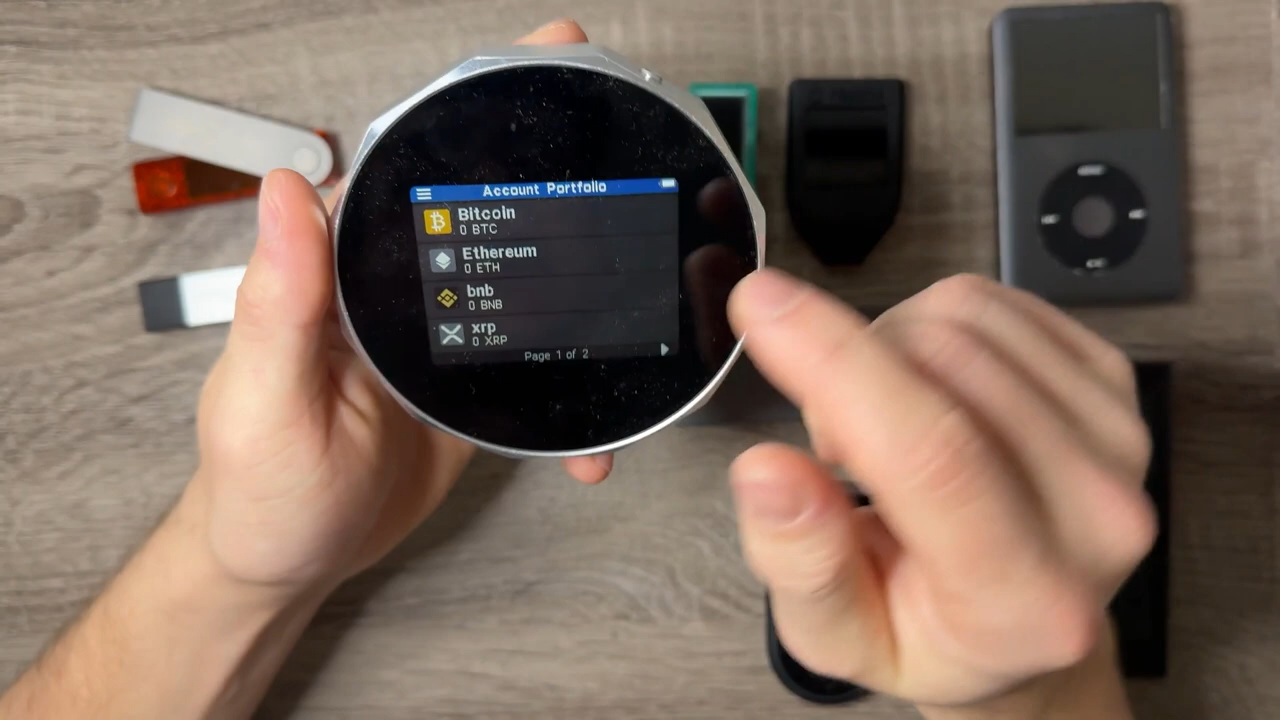 Account Portfolio
Bitcoin
0 BTC
Ethereum
0 ETH
bnb
0 BNB
xrp
0 XRP
Page 1 of 2